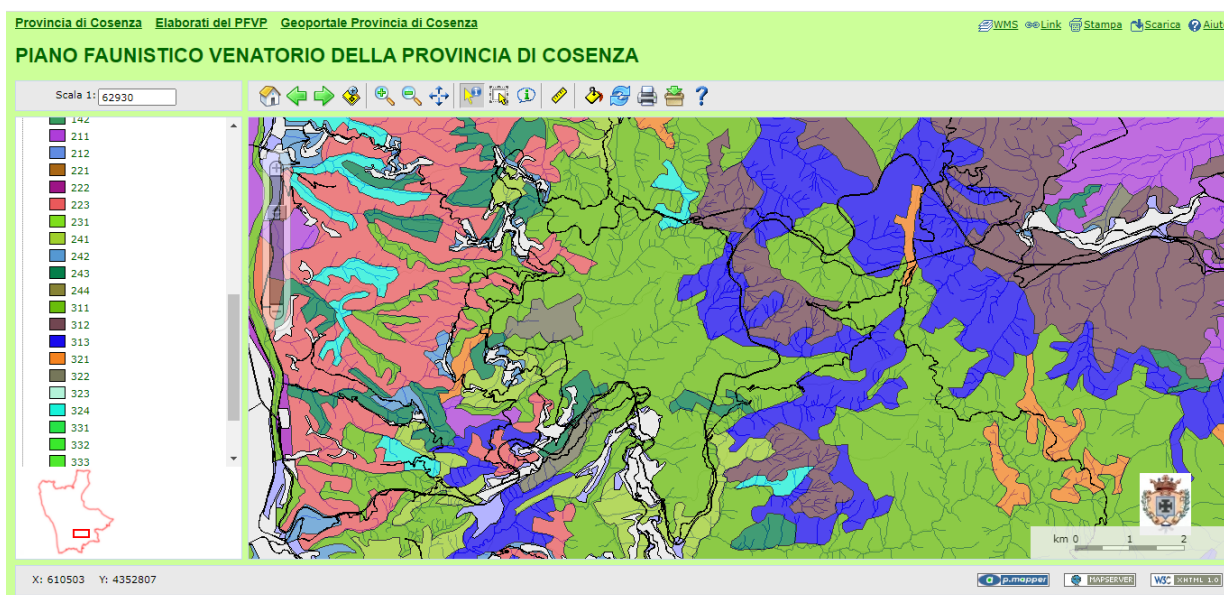 Provincia di Cosenza Elaborati del PFVP Geoportale Provincia di Cosenza
WMS Link Stampa Scarica Aiut
PIANO FAUNISTICO VENATORIO DELLA PROVINCIA DI COSENZA
Scala 1: 62930
142
211
212
221
222
223
231
241
242
243
244
311
312
313
321
322
323
324
331
332
333
km 0 1 2
X: 610503 Y: 4352807
p.mapper
MAPSERVER
W3C XHTML 1.0